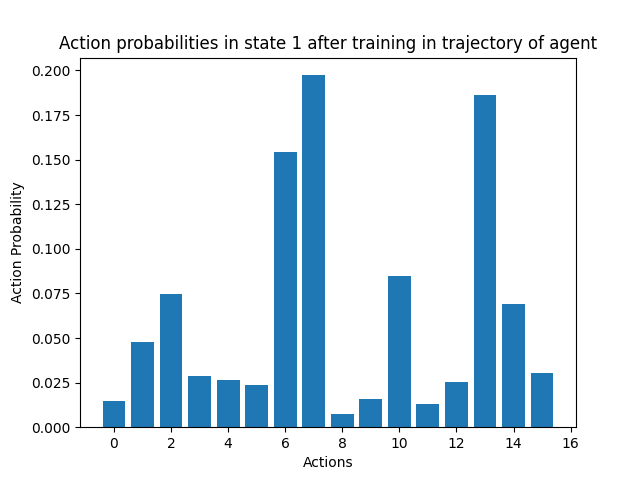 Action probabilities in state 1 after training in trajectory of agent
0.200
0.175
0.150
0.125
0.100
0.075
0.050
0.025
0.000
Action Probability
0 2 4 6 8 10 12 14 16
Actions